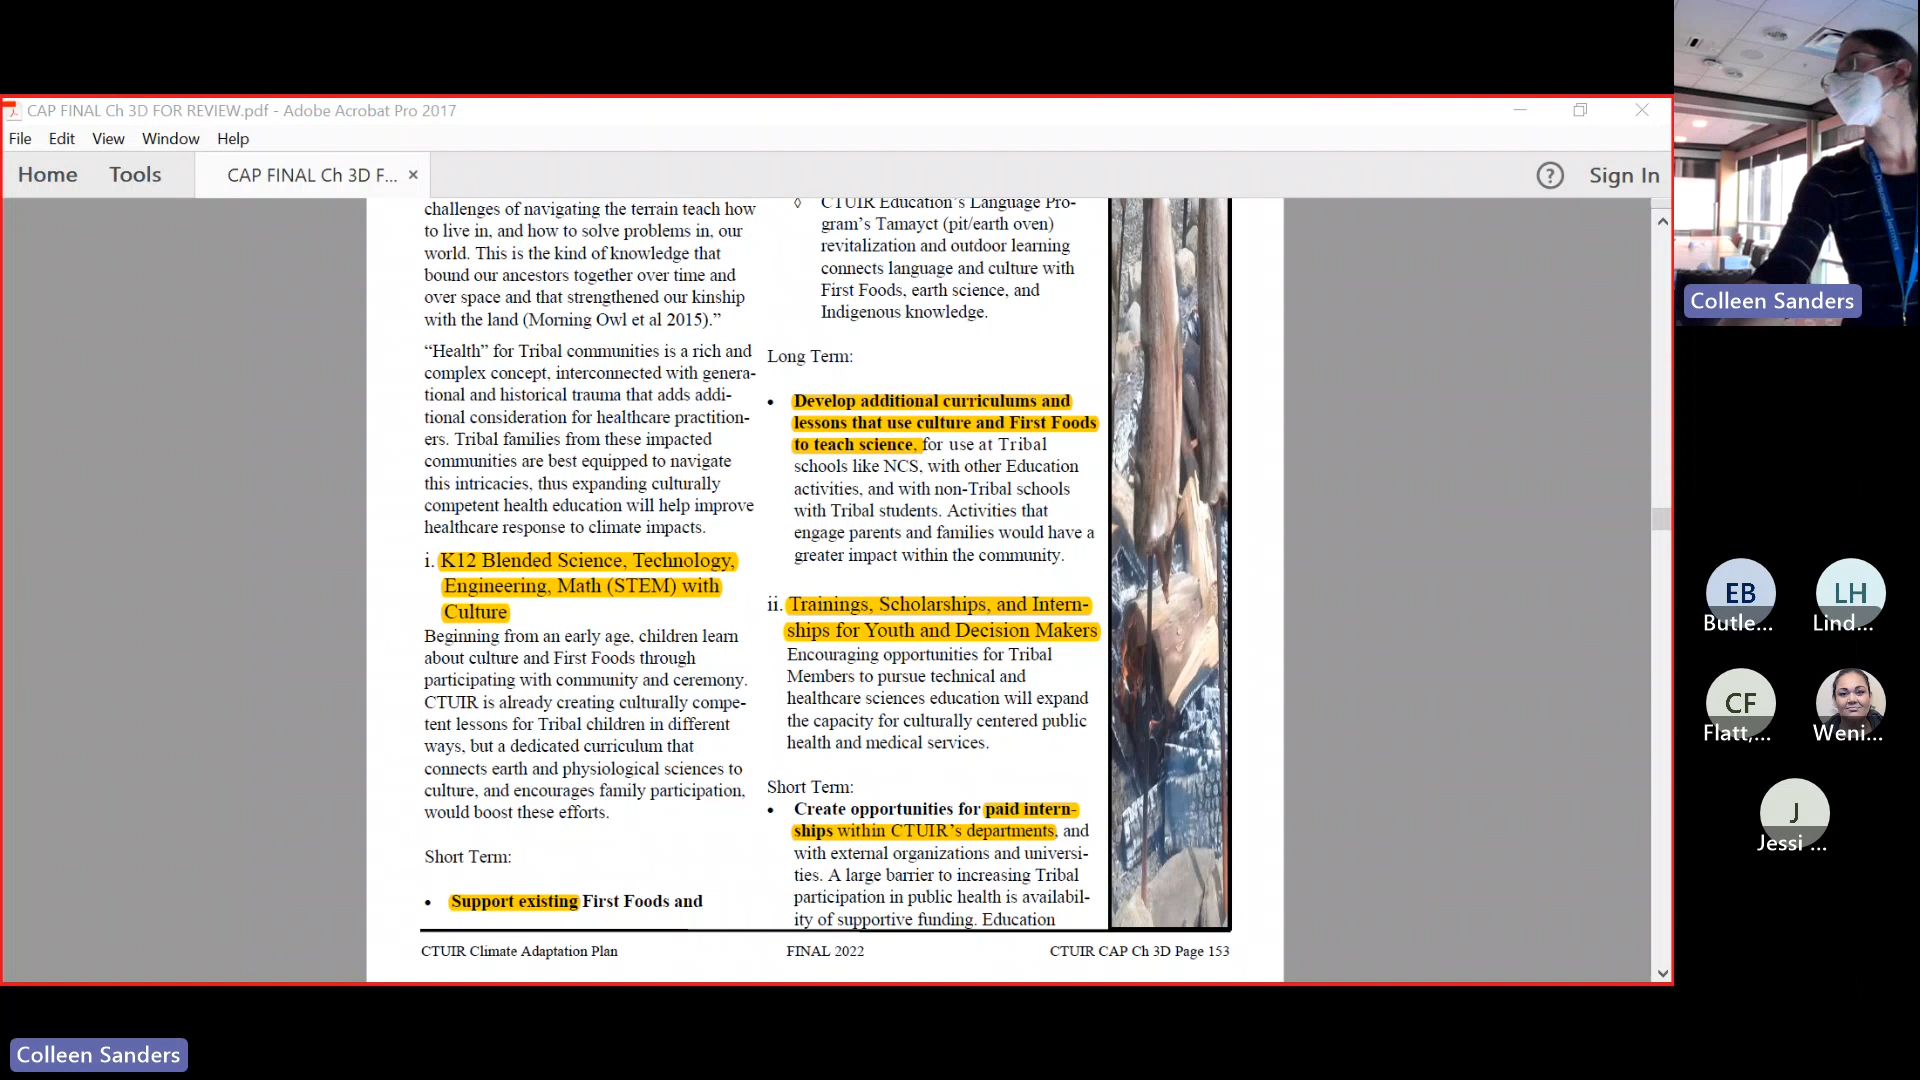 CAP FINAL Ch 3D FOR REVIEW.pdf - Adobe Acrobat Pro 2017
File Edit View Window Help
Home Tools CAP FINAL Ch 3D F... × ? Sign In
challenges of navigating the terrain teach how
to live in, and how to solve problems in, our
world. This is the kind of knowledge that
bound our ancestors together over time and
over space and that strengthened our kinship
with the land (Morning Owl et al 2015).”
“Health” for Tribal communities is a rich and
complex concept, interconnected with genera-
tional and historical trauma that adds addi-
tional consideration for healthcare practition-
ers. Tribal families from these impacted
communities are best equipped to navigate
this intricacies, thus expanding culturally
competent health education will help improve
healthcare response to climate impacts.
i. K12 Blended Science, Technology,
Engineering, Math (STEM) with
Culture
Beginning from an early age, children learn
about culture and First Foods through
participating with community and ceremony.
CTUIR is already creating culturally compe-
tent lessons for Tribal children in different
ways, but a dedicated curriculum that
connects earth and physiological sciences to
culture, and encourages family participation,
would boost these efforts.
Short Term:
• Support existing First Foods and
◊ CTUIR Education’s Language Pro-
gram’s Tamayct (pit/earth oven)
revitalization and outdoor learning
connects language and culture with
First Foods, earth science, and
Indigenous knowledge.
Long Term:
• Develop additional curriculums and
lessons that use culture and First Foods
to teach science, for use at Tribal
schools like NCS, with other Education
activities, and with non-Tribal schools
with Tribal students. Activities that
engage parents and families would have a
greater impact within the community.
ii. Trainings, Scholarships, and Intern-
ships for Youth and Decision Makers
Encouraging opportunities for Tribal
Members to pursue technical and
healthcare sciences education will expand
the capacity for culturally centered public
health and medical services.
Short Term:
• Create opportunities for paid intern-
ships within CTUIR’s departments, and
with external organizations and universi-
ties. A large barrier to increasing Tribal
participation in public health is availabil-
ity of supportive funding. Education
CTUIR Climate Adaptation Plan FINAL 2022 CTUIR CAP Ch 3D Page 153
Colleen Sanders
EB LH
Butle... Lind...
CF
Flatt,... Weni...
J
Jessi ...
Colleen Sanders